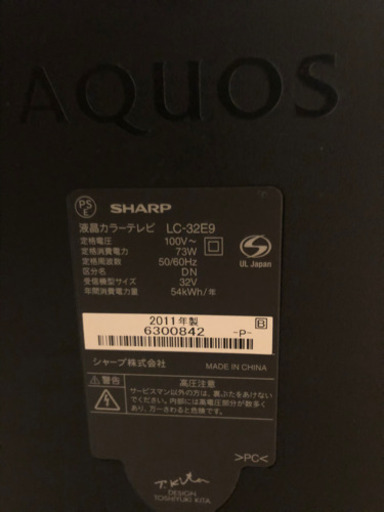 AQUOS
PS
E
SHARP
液晶カラーテレビ LC-32E9
定格電圧 100V~
定格消費電力 73W
定格周波数 50/60Hz
区分名 DN
受信機型サイズ 32V
年間消費電力量 54kWh/年
S
UL Japan
2011年製 B
6300842 -P-
シャープ株式会社 MADE IN CHINA
警告 高圧注意
サービスマン以外の方は、裏ぶたをあけないで
ください。内部には高電圧部分が数多く
あり、万一さわると危険です。
>PC<
T. Kita
DESIGN
TOSHIYUKI KITA